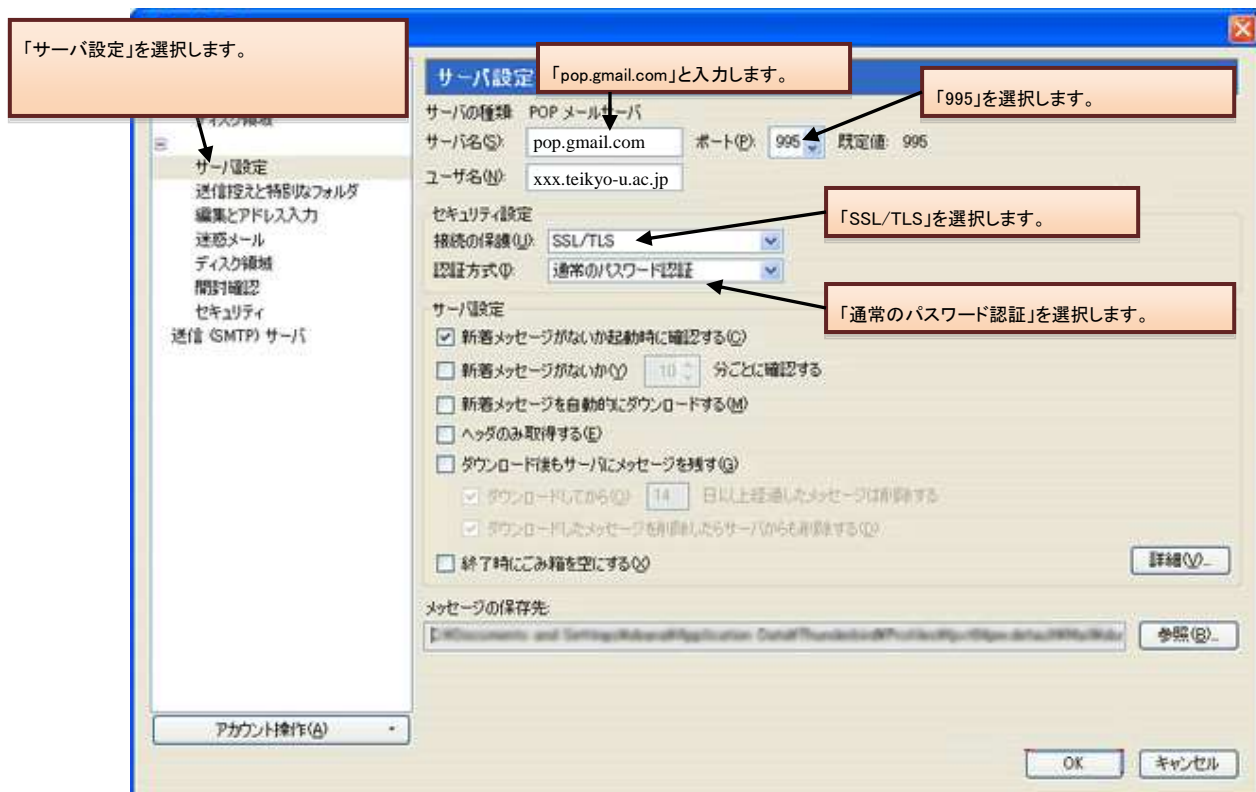 「サーバ設定」を選択します。
「pop.gmail.com」と入力します。
「995」を選択します。
「SSL/TLS」を選択します。
「通常のパスワード認証」を選択します。
ディスク領域
サーバ設定
送信控えと特別なフォルダ
編集とアドレス入力
迷惑メール
ディスク領域
開封確認
セキュリティ
送信 (SMTP) サーバ
アカウント操作(A)
サーバ設定
サーバの種類: POP メールサーバ
サーバ名(S): pop.gmail.com ポート(P): 995 既定値: 995
ユーザ名(N): xxx.teikyo-u.ac.jp
セキュリティ設定
接続の保護(U): SSL/TLS
認証方式(I): 通常のパスワード認証
サーバ設定
新着メッセージがないか起動時に確認する(C)
新着メッセージがないか(Y) 10 分ごとに確認する
新着メッセージを自動的にダウンロードする(M)
ヘッダのみ取得する(E)
ダウンロード後もサーバにメッセージを残す(G)
ダウンロードしてから(O) 14 日以上経過したメッセージは削除する
ダウンロードしたメッセージを削除したらサーバからも削除する(D)
終了時にごみ箱を空にする(X)
詳細(V)...
メッセージの保存先:
参照(B)...
OK キャンセル